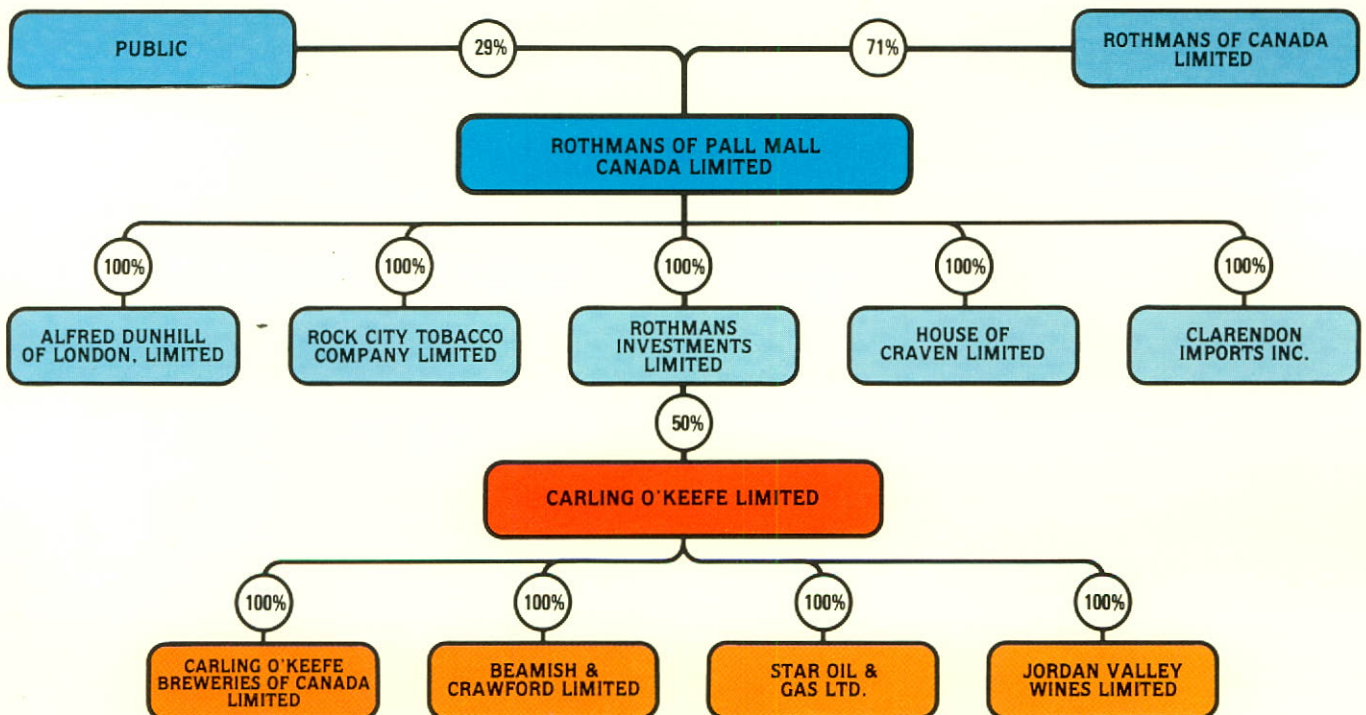 PUBLIC
29%
71%
ROTHMANS OF CANADA
LIMITED
ROTHMANS OF PALL MALL
CANADA LIMITED
100%
100%
100%
100%
100%
ALFRED DUNHILL
OF LONDON, LIMITED
ROCK CITY TOBACCO
COMPANY LIMITED
ROTHMANS
INVESTMENTS
LIMITED
HOUSE OF
CRAVEN LIMITED
CLARENDON
IMPORTS INC.
50%
CARLING O'KEEFE LIMITED
100%
100%
100%
100%
CARLING O'KEEFE
BREWERIES OF CANADA
LIMITED
BEAMISH &
CRAWFORD LIMITED
STAR OIL &
GAS LTD.
JORDAN VALLEY
WINES LIMITED